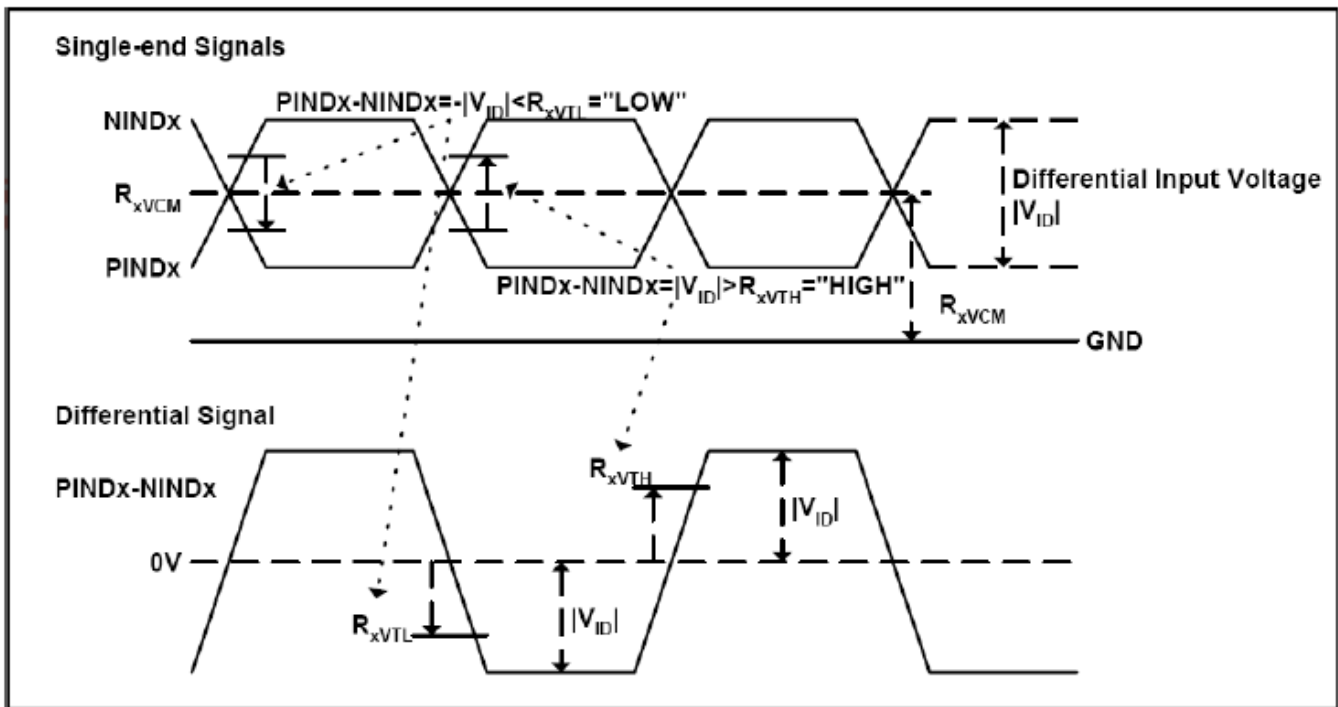 Single-end Signals
PINDx-NINDx=-|VID|<RxVTL="LOW"
NINDx
RxVCM
Differential Input Voltage
|VID|
PINDx
PINDx-NINDx=|VID|>RxVTH="HIGH"
RxVCM
GND
Differential Signal
RxVTH
PINDx-NINDx
|VID|
0V
RxVTL
|VID|